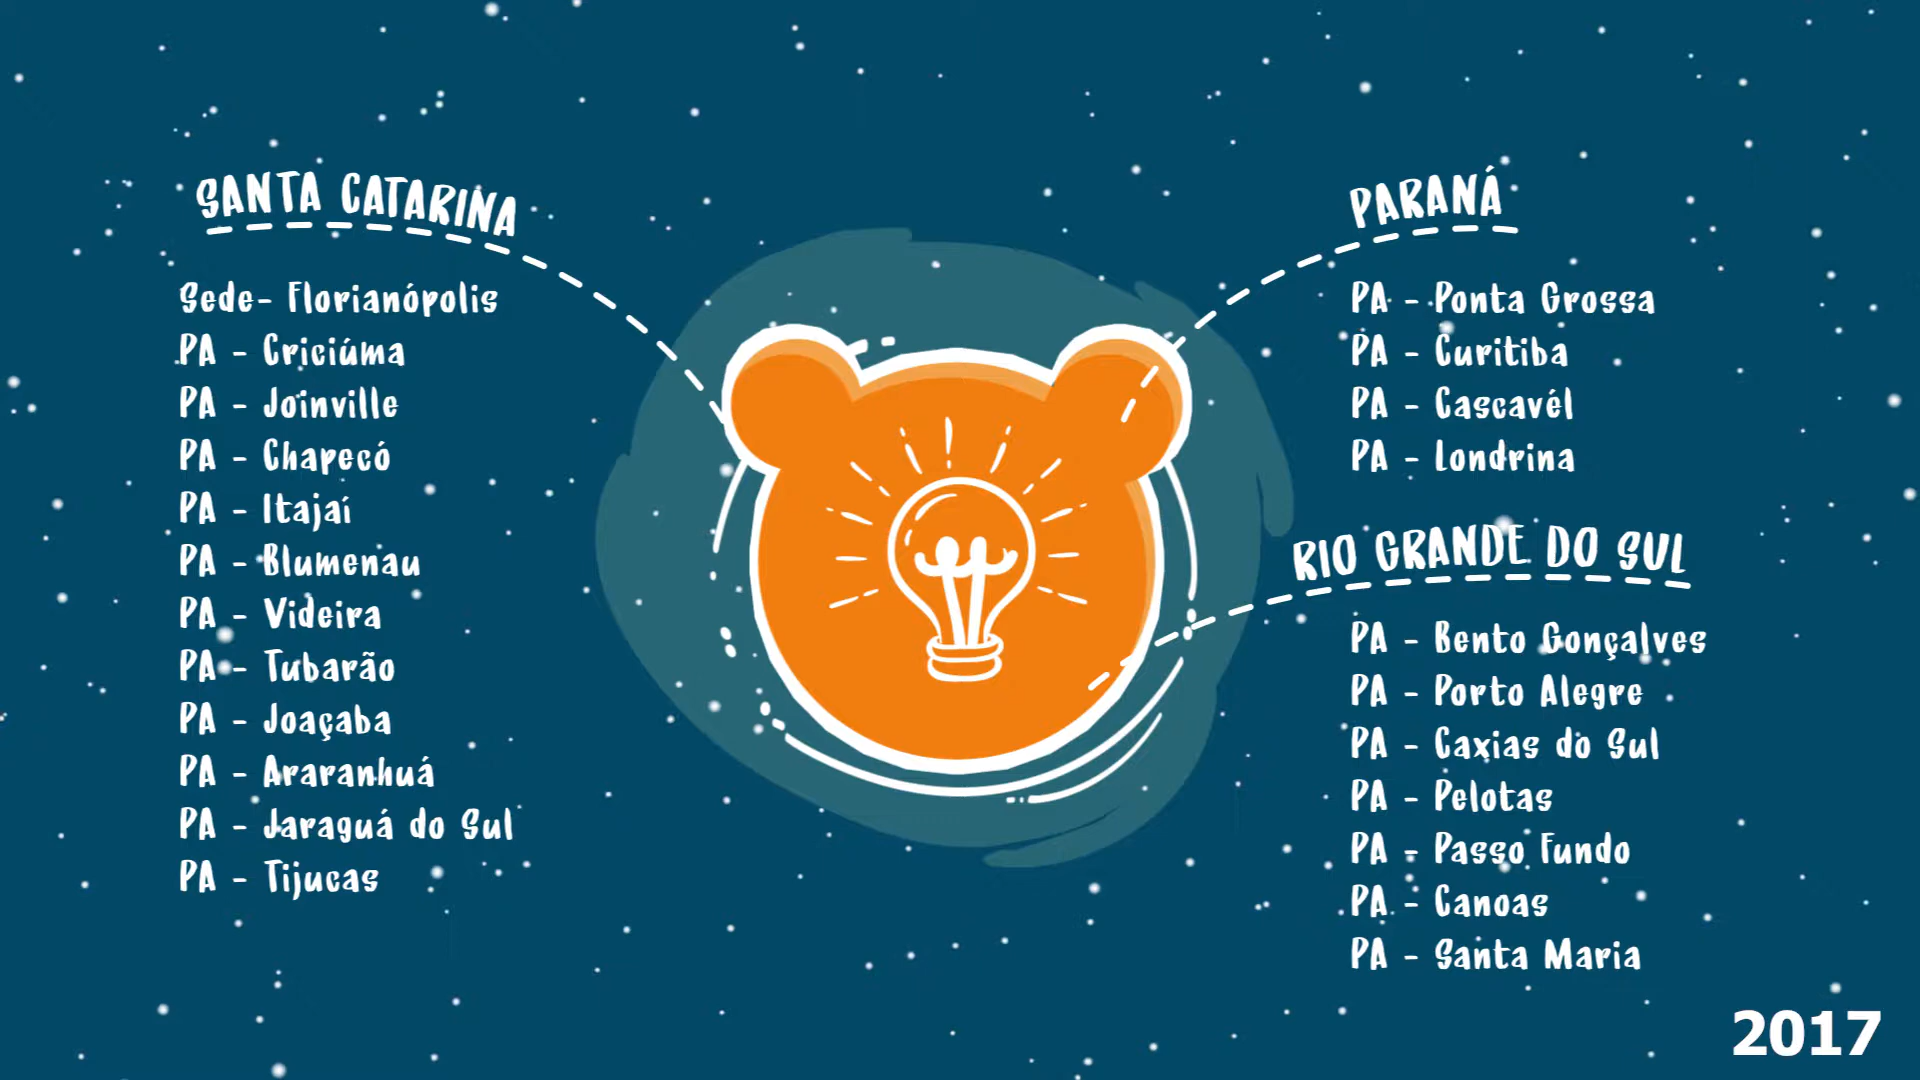 SANTA CATARINA
Sede- Florianópolis
PA - Criciúma
PA - Joinville
PA - Chapecó
PA - Itajaí
PA - Blumenau
PA - Videira
PA - Tubarão
PA - Joaçaba
PA - Araranhuá
PA - Jaraguá do Sul
PA - Tijucas
PARANÁ
PA - Ponta Grossa
PA - Curitiba
PA - Cascavél
PA - Londrina
RIO GRANDE DO SUL
PA - Bento Gonçalves
PA - Porto Alegre
PA - Caxias do Sul
PA - Pelotas
PA - Passo Fundo
PA - Canoas
PA - Santa Maria
2017